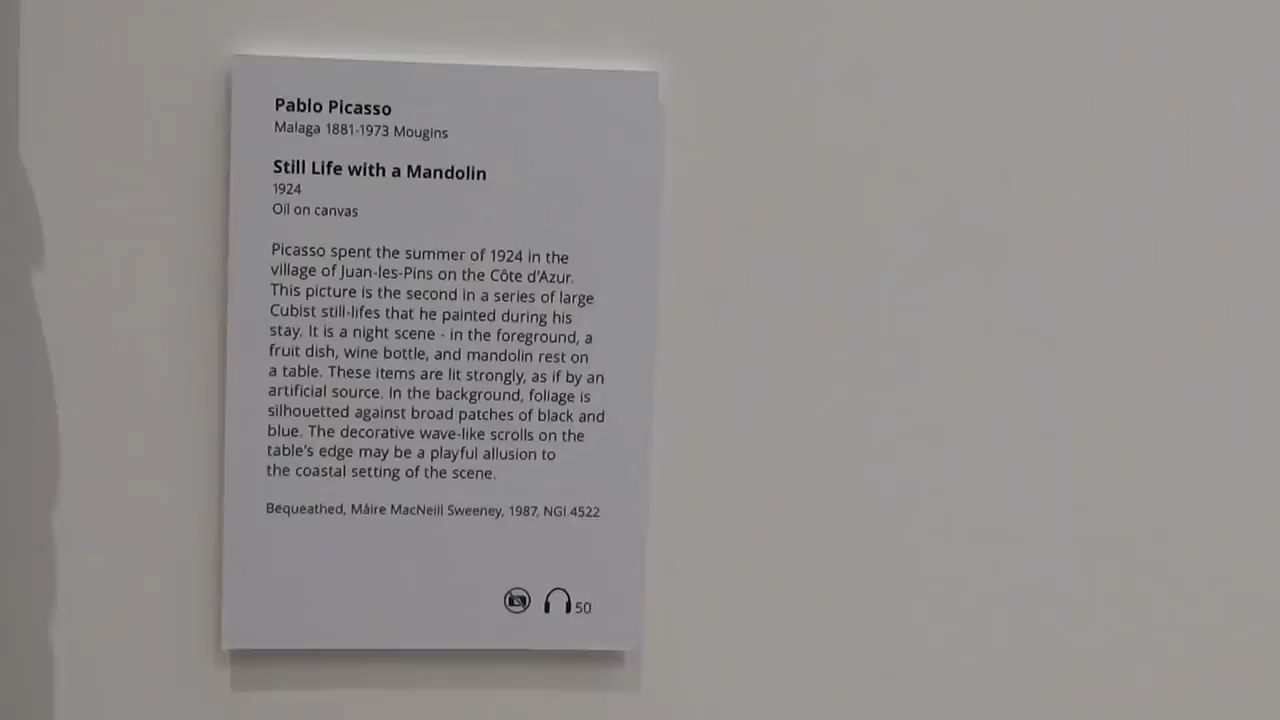 Pablo Picasso
Malaga 1881-1973 Mougins
Still Life with a Mandolin
1924
Oil on canvas
Picasso spent the summer of 1924 in the
village of Juan-les-Pins on the Côte d'Azur.
This picture is the second in a series of large
Cubist still-lifes that he painted during his
stay. It is a night scene - in the foreground, a
fruit dish, wine bottle, and mandolin rest on
a table. These items are lit strongly, as if by an
artificial source. In the background, foliage is
silhouetted against broad patches of black and
blue. The decorative wave-like scrolls on the
table's edge may be a playful allusion to
the coastal setting of the scene.
Bequeathed, Máire MacNeill Sweeney, 1987, NGI 4522
50